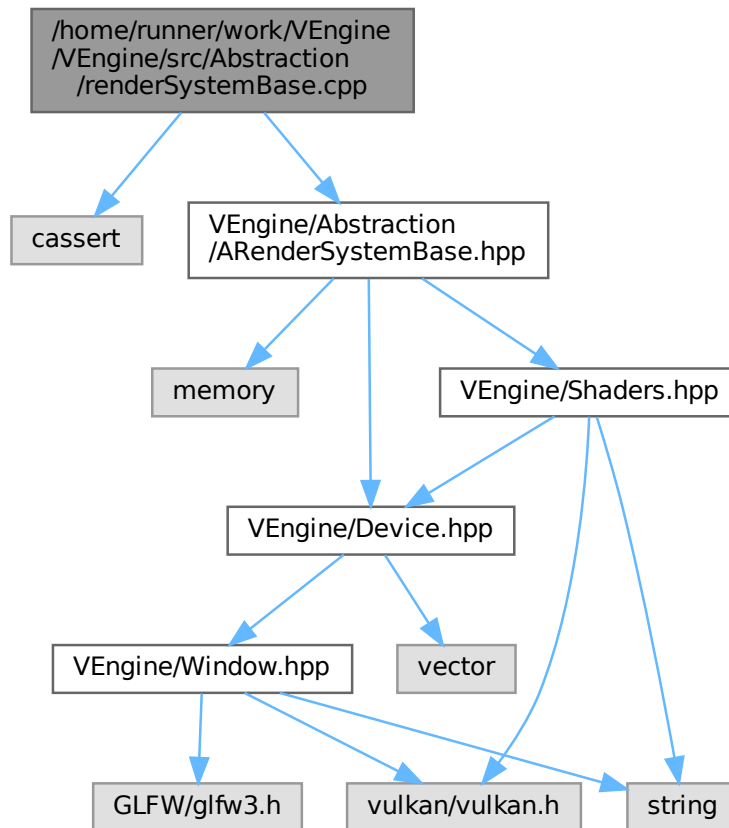 /home/runner/work/VEngine
/VEngine/src/Abstraction
/renderSystemBase.cpp
cassert
VEngine/Abstraction
/ARenderSystemBase.hpp
memory
VEngine/Shaders.hpp
VEngine/Device.hpp
VEngine/Window.hpp
vector
GLFW/glfw3.h
vulkan/vulkan.h
string